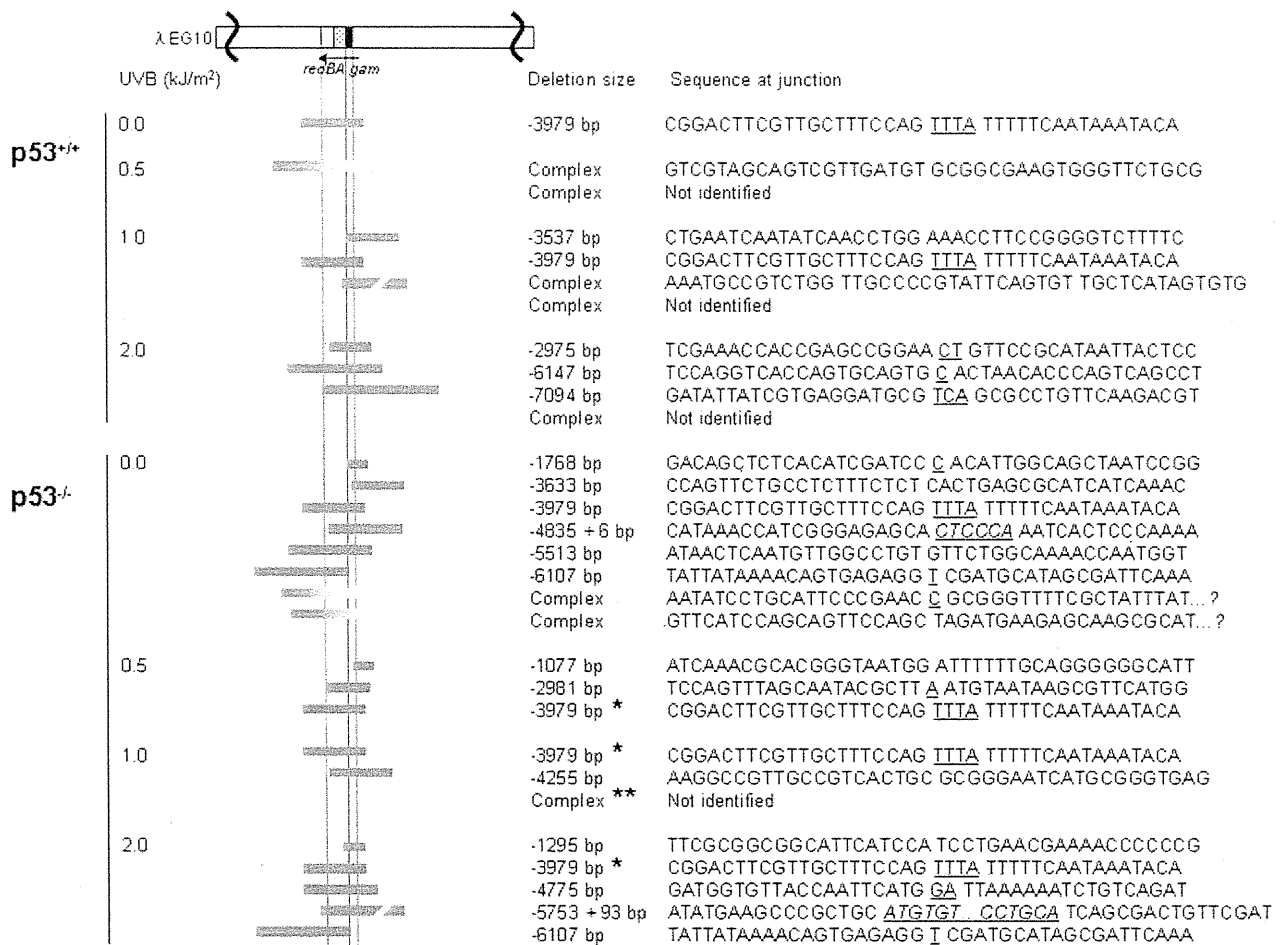 λEG10
redBA gam
UVB (kJ/m²) Deletion size Sequence at junction
p53+/+
0.0 -3979 bp CGGACTTCGTTGCTTTCCAG TTTA TTTTTCAATAAATACA
0.5 Complex GTCGTAGCAGTCGTTGATGT GCGGCGAAGTGGGTTCTGCG
Complex Not identified
1.0 -3537 bp CTGAATCAATATCAACCTGG AAACCTTCCGGGGTCTTTTC
-3979 bp CGGACTTCGTTGCTTTCCAG TTTA TTTTTCAATAAATACA
Complex AAATGCCGTCTGG TTGCCCCGTATTCAGTGT TGCTCATAGTGTG
Complex Not identified
2.0 -2975 bp TCGAAACCACCGAGCCGGAA CT GTTCCGCATAATTACTCC
-6147 bp TCCAGGTCACCAGTGCAGTG C ACTAACACCCAGTCAGCCT
-7094 bp GATATTATCGTGAGGATGCG TCA GCGCCTGTTCAAGACGT
Complex Not identified
p53-/-
0.0 -1768 bp GACAGCTCTCACATCGATCC C ACATTGGCAGCTAATCCGG
-3633 bp CCAGTTCTGCCTCTTTCTCT CACTGAGCGCATCATCAAAC
-3979 bp CGGACTTCGTTGCTTTCCAG TTTA TTTTTCAATAAATACA
-4835 +6 bp CATAAACCATCGGGAGAGCA CTCCCA AATCACTCCCAAAA
-5513 bp ATAACTCAATGTTGGCCTGT GTTCTGGCAAAACCAATGGT
-6107 bp TATTATAAAACAGTGAGAGG T CGATGCATAGCGATTCAAA
Complex AATATCCTGCATTCCCGAAC C GCGGGTTTTCGCTATTTAT...?
Complex GTTCATCCAGCAGTTCCAGC TAGATGAAGAGCAAGCGCAT...?
0.5 -1077 bp ATCAAACGCACGGGTAATGG ATTTTTTGCAGGGGGGCATT
-2981 bp TCCAGTTTAGCAATACGCTT A ATGTAATAAGCGTTCATGG
-3979 bp * CGGACTTCGTTGCTTTCCAG TTTA TTTTTCAATAAATACA
1.0 -3979 bp * CGGACTTCGTTGCTTTCCAG TTTA TTTTTCAATAAATACA
-4255 bp AAGGCCGTTGCCGTCACTGC GCGGGAATCATGCGGGTGAG
Complex ** Not identified
2.0 -1295 bp TTCGCGGCGGCATTCATCCA TCCTGAACGAAAACCCCCCG
-3979 bp * CGGACTTCGTTGCTTTCCAG TTTA TTTTTCAATAAATACA
-4775 bp GATGGTGTTACCAATTCATG GA TTAAAAAATCTGTCAGAT
-5753 +93 bp ATATGAAGCCCGCTGC ATGTGT...CCTGCA TCAGCGACTGTTCGAT
-6107 bp TATTATAAAACAGTGAGAGG T CGATGCATAGCGATTCAAA